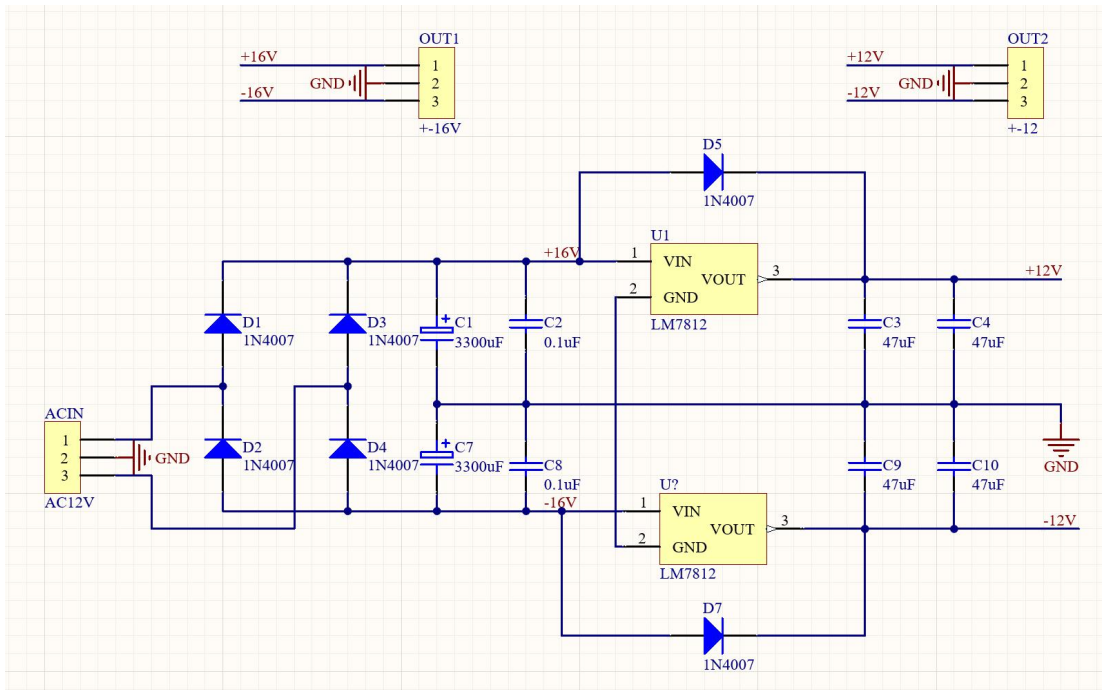 OUT1
+16V
1
GND
2
-16V
3
+-16V
OUT2
+12V
1
GND
2
-12V
3
+-12
D5
1N4007
U1
+16V
1
VIN
VOUT
3
2
GND
LM7812
+12V
D1
1N4007
D3
1N4007
C1
3300uF
C2
0.1uF
C3
47uF
C4
47uF
ACIN
1
2
GND
3
AC12V
D2
1N4007
D4
1N4007
C7
3300uF
C8
0.1uF
C9
47uF
C10
47uF
GND
U?
-16V
1
VIN
VOUT
3
2
GND
LM7812
-12V
D7
1N4007